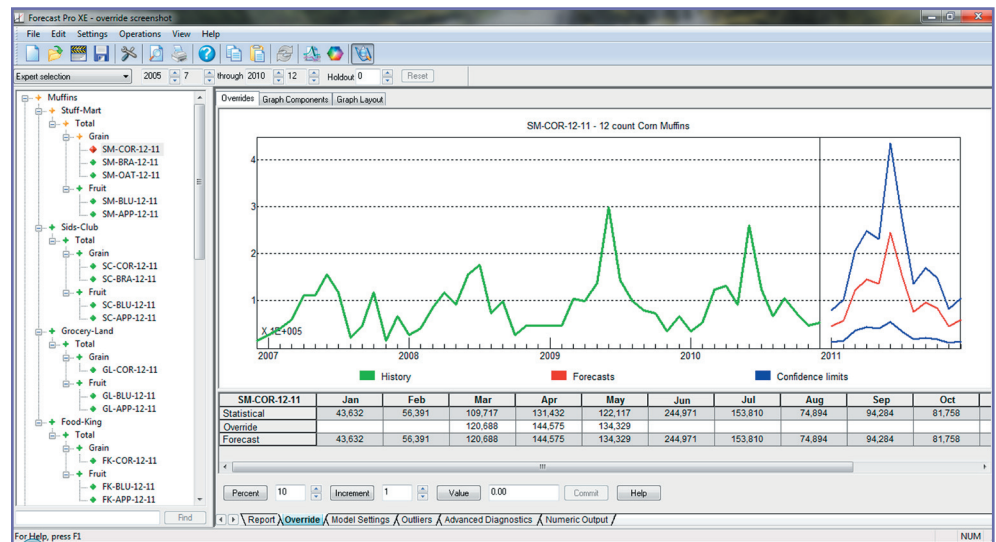 Forecast Pro XE - override screenshot
File Edit Settings Operations View Help
Expert selection 2005 7 through 2010 12 Holdout 0 Reset
Muffins
Stuff-Mart
Total
Grain
SM-COR-12-11
SM-BRA-12-11
SM-OAT-12-11
Fruit
SM-BLU-12-11
SM-APP-12-11
Sids-Club
Total
Grain
SC-COR-12-11
SC-BRA-12-11
Fruit
SC-BLU-12-11
SC-APP-12-11
Grocery-Land
Total
Grain
GL-COR-12-11
Fruit
GL-BLU-12-11
GL-APP-12-11
Food-King
Total
Grain
FK-COR-12-11
Fruit
FK-BLU-12-11
FK-APP-12-11
Find
Overrides Graph Components Graph Layout
SM-COR-12-11 - 12 count Corn Muffins
4
3
2
1
X 1E+005
2007 2008 2009 2010 2011
History Forecasts Confidence limits
SM-COR-12-11 Jan Feb Mar Apr May Jun Jul Aug Sep Oct
Statistical 43,632 56,391 109,717 131,432 122,117 244,971 153,810 74,894 94,284 81,758
Override 120,688 144,575 134,329
Forecast 43,632 56,391 120,688 144,575 134,329 244,971 153,810 74,894 94,284 81,758
Percent 10 Increment 1 Value 0.00 Commit Help
Report Override Model Settings Outliers Advanced Diagnostics Numeric Output
For Help, press F1 NUM